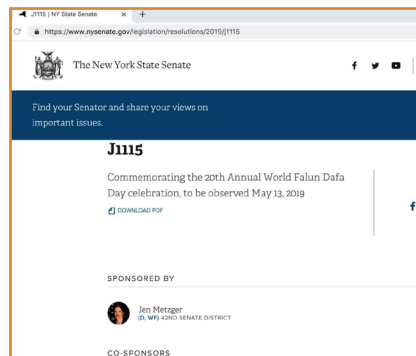 J1115 | NY State Senate
https://www.nysenate.gov/legislation/resolutions/2019/j1115
The New York State Senate
Find your Senator and share your views on
important issues.
J1115
Commemorating the 20th Annual World Falun Dafa
Day celebration, to be observed May 13, 2019
DOWNLOAD PDF
SPONSORED BY
Jen Metzger
(D, WF) 42ND SENATE DISTRICT
CO-SPONSORS